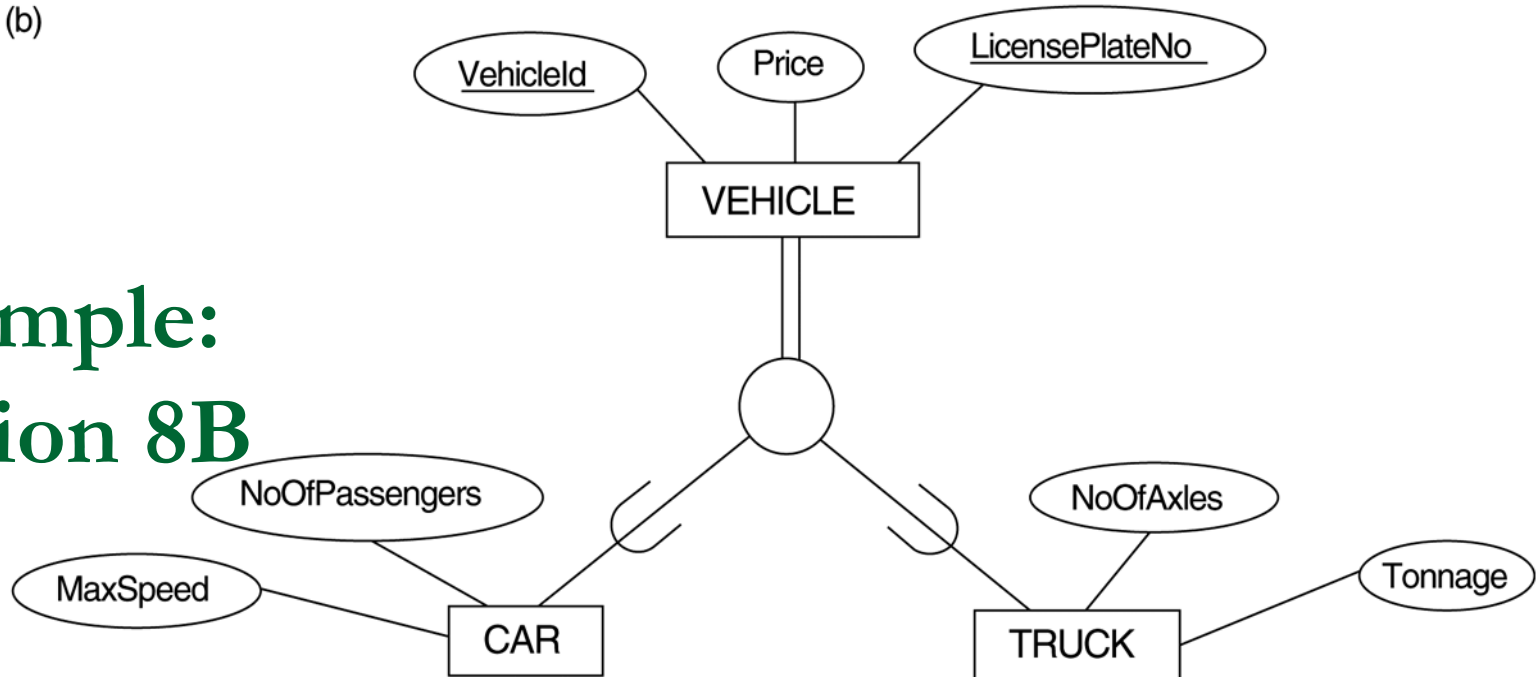 (b)
VehicleId
Price
LicensePlateNo
VEHICLE
mple:
ion 8B
NoOfPassengers
NoOfAxles
MaxSpeed
Tonnage
CAR
TRUCK